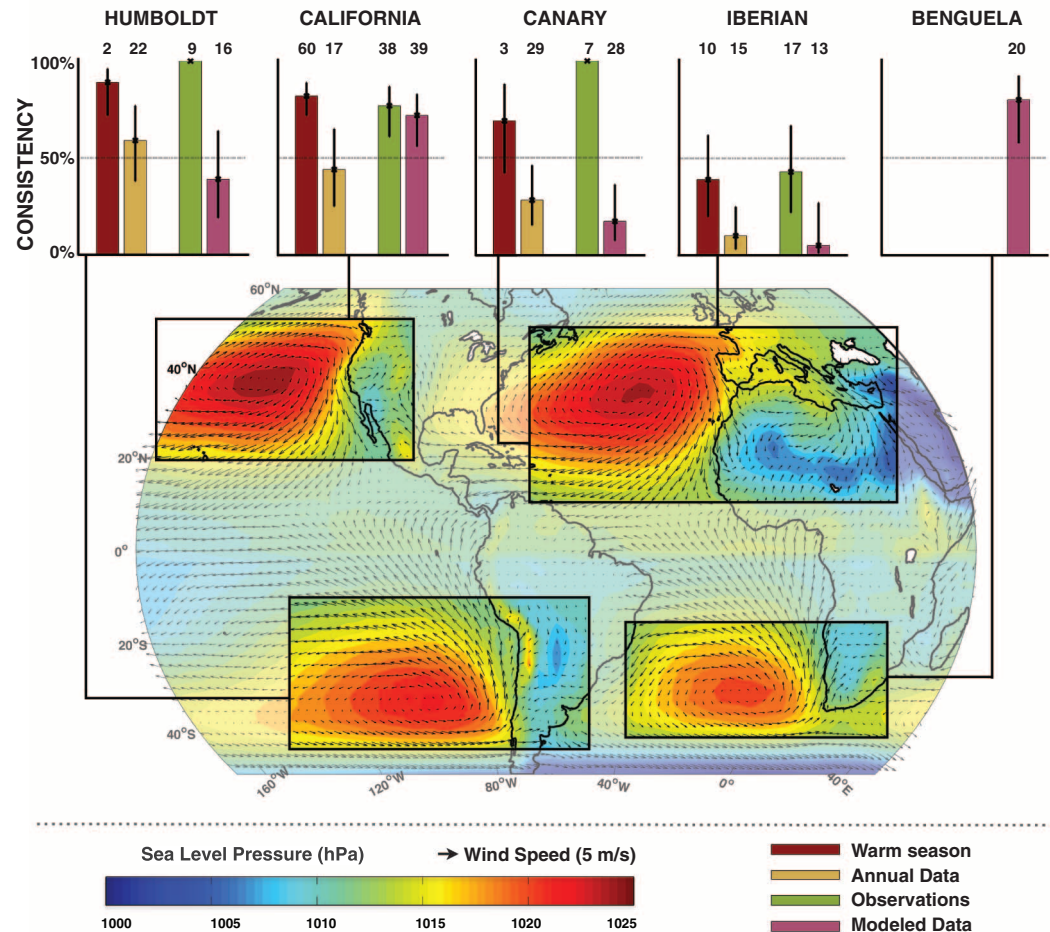 HUMBOLDT CALIFORNIA CANARY IBERIAN BENGUELA
2 22 9 16 60 17 38 39 3 29 7 28 10 15 17 13 20
100%
50%
0%
CONSISTENCY
60°N
40°N
20°N
0°
20°S
40°S
160°W 120°W 80°W 40°W 0° 40°E
Sea Level Pressure (hPa) Wind Speed (5 m/s)
1000 1005 1010 1015 1020 1025
Warm season
Annual Data
Observations
Modeled Data